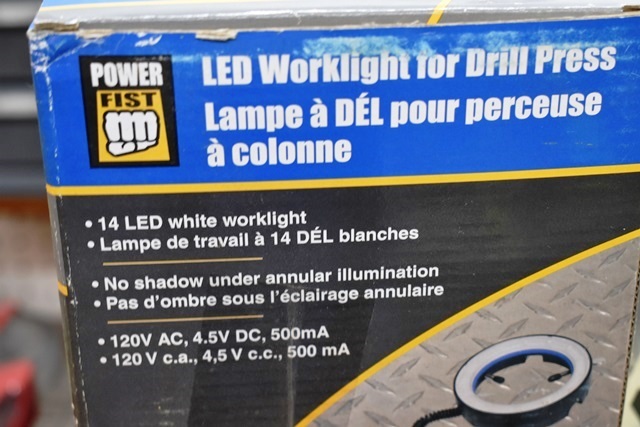 POWER
FIST
LED Worklight for Drill Press
Lampe à DÉL pour perceuse
à colonne
• 14 LED white worklight
• Lampe de travail à 14 DÉL blanches
• No shadow under annular illumination
• Pas d'ombre sous l'éclairage annulaire
• 120V AC, 4.5V DC, 500mA
• 120 V c.a., 4,5 V c.c., 500 mA